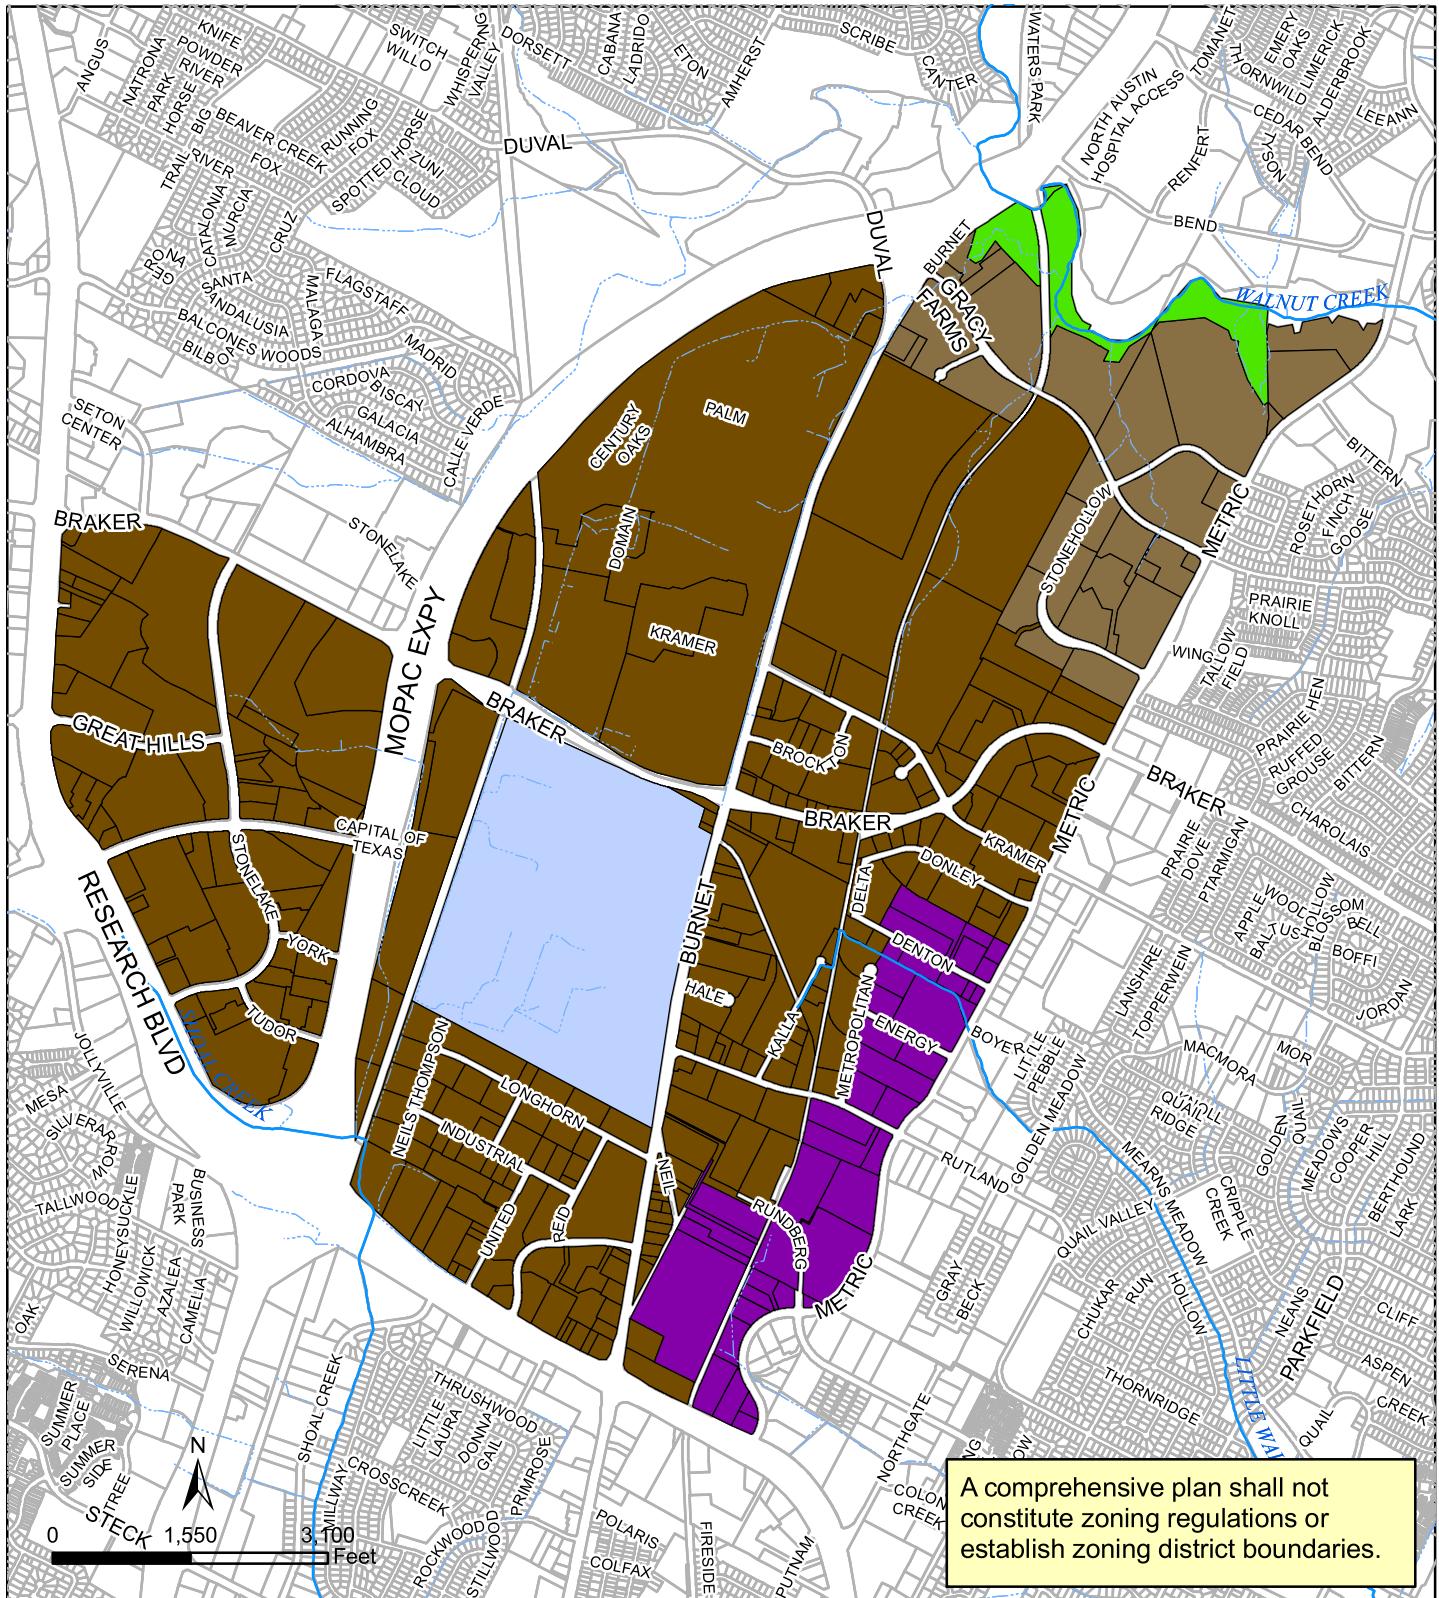 KNIFE
SWITCH
WILLO
WHISPERING
VALLEY
DORSETT
CABANA
LADRIDO
ETON
AMHERST
SCRIBE
CANTER
WATERS PARK
TOMANET
EMERY
OAKS
LIMERICK
THORNWILD
ALDERBROOK
ANGUS
NATRONA
POWDER
RIVER
PARK
HORSE
BIG
BEAVER CREEK
RUNNING
FOX
FOX
SPOTTED HORSE
ZUNI
CLOUD
DUVAL
NORTH AUSTIN
HOSPITAL ACCESS
CEDAR BEND
LEEANN
TYSON
RENFERT
BEND
TRAIL
RIVER
CATALONIA
MURCIA
CRUZ
GERONA
SANTA
ANDALUSIA
MALAGA
FLAGSTAFF
BALCONES WOODS
BILBOA
MADRID
CORDOVA
BISCAY
GALACIA
ALHAMBRA
CALLE VERDE
DUVAL
BURNET
GRACY
FARMS
WALNUT CREEK
SETON
CENTER
CENTURY
OAKS
PALM
BITTERN
BRAKER
STONELAKE
DOMAIN
STONEHOLLOW
METRIC
ROSETHORN
FINCH
GOOSE
MOPAC EXPY
KRAMER
PRAIRIE
KNOLL
WING
TALLOW
FIELD
GREAT HILLS
BRAKER
BROCKTON
PRAIRIE HEN
RUFFED
GROUSE
BITTERN
BRAKER
METRIC
BRAKER
CHAROLAIS
CAPITAL OF
TEXAS
KRAMER
DONLEY
DELTA
PRAIRIE
DOVE
PTARMIGAN
STONELAKE
RESEARCH BLVD
YORK
TUDOR
BURNET
DENTON
APPLE
WOOD
HOLLOW
BLOSSOM
BELL
BALTUS
BOFFI
LANSHIRE
TOPPERWEIN
JORDAN
HALE
KALLA
METROPOLITAN
ENERGY
BOYER
LITTLE
PEBBLE
GOLDEN MEADOW
MACMORA
MOR
SHOAL CREEK
JOLLYVILLE
NEILS THOMPSON
LONGHORN
INDUSTRIAL
MESA
SILVERARROW
QUAIL
RIDGE
GOLDEN
QUAIL
MEADOWS
COOPER
HILL
BERTHOUND
LARK
RUTLAND
NEIL
RUNDBERG
MEARNS MEADOW
CRIPPLE
CREEK
TALLWOOD
HONEYSUCKLE
BUSINESS
PARK
WILLOWICK
AZALEA
CAMELIA
UNITED
REID
QUAIL VALLEY
METRIC
GRAY
BECK
CHUKAR
RUN
HOLLOW
NEANS
PARKFIELD
CLIFF
ASPEN
CREEK
OAK
SERENA
SUMMER
PLACE
SUMMER
SIDE
STREE
STECK
SHOAL CREEK
THRUSHWOOD
LITTLE
LAURA
DONNA
GAIL
PRIMROSE
CROSSCREEK
MILLWAY
ROCKWOOD
STILLWOOD
POLARIS
COLFAX
FIRESIDE
PUTNAM
NORTHGATE
COLON
CREEK
THORNRIDGE
QUAIL
LITTLE WAL
N
0 1,550 3,100
Feet
A comprehensive plan shall not
constitute zoning regulations or
establish zoning district boundaries.